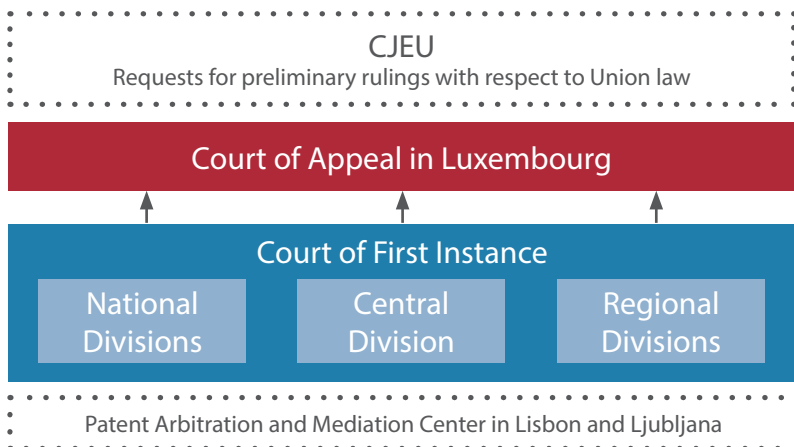 CJEU
Requests for preliminary rulings with respect to Union law
Court of Appeal in Luxembourg
Court of First Instance
National
Divisions
Central
Division
Regional
Divisions
Patent Arbitration and Mediation Center in Lisbon and Ljubljana